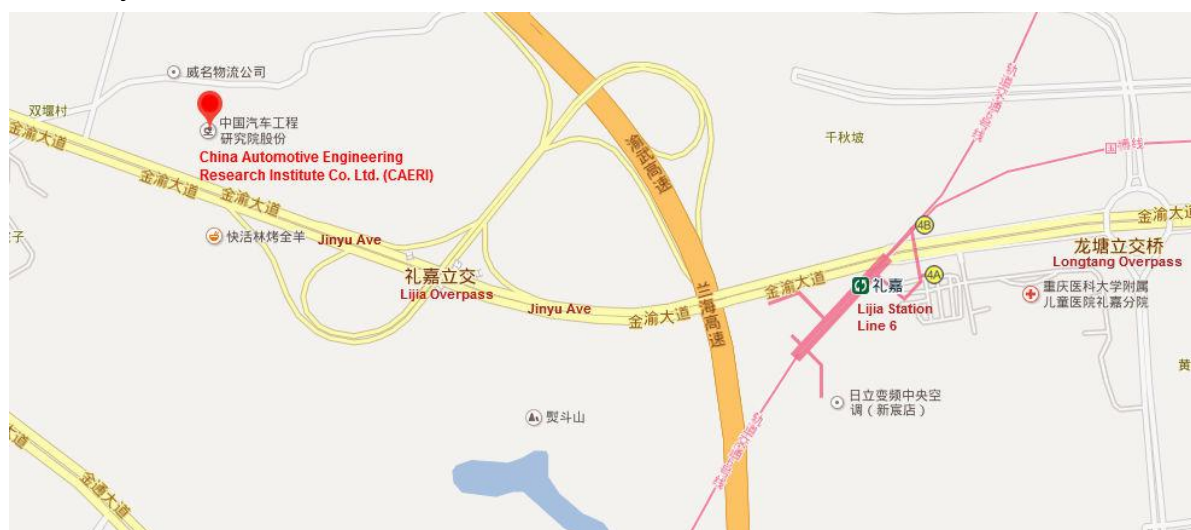 威名物流公司
双堰村
金渝大道
中国汽车工程
研究院股份
China Automotive Engineering
Research Institute Co. Ltd. (CAERI)
金渝大道
金渝大道
快活林烤全羊
Jinyu Ave
礼嘉立交
Lijia Overpass
Jinyu Ave
金渝大道
渝武高速
兰海高速
千秋坡
国博线
金渝大道
4B
龙塘立交桥
Longtang Overpass
4A
金渝大道
礼嘉
Lijia Station
Line 6
重庆医科大学附属
儿童医院礼嘉分院
黄
日立变频中央空
调（新宸店）
熨斗山
金通大道